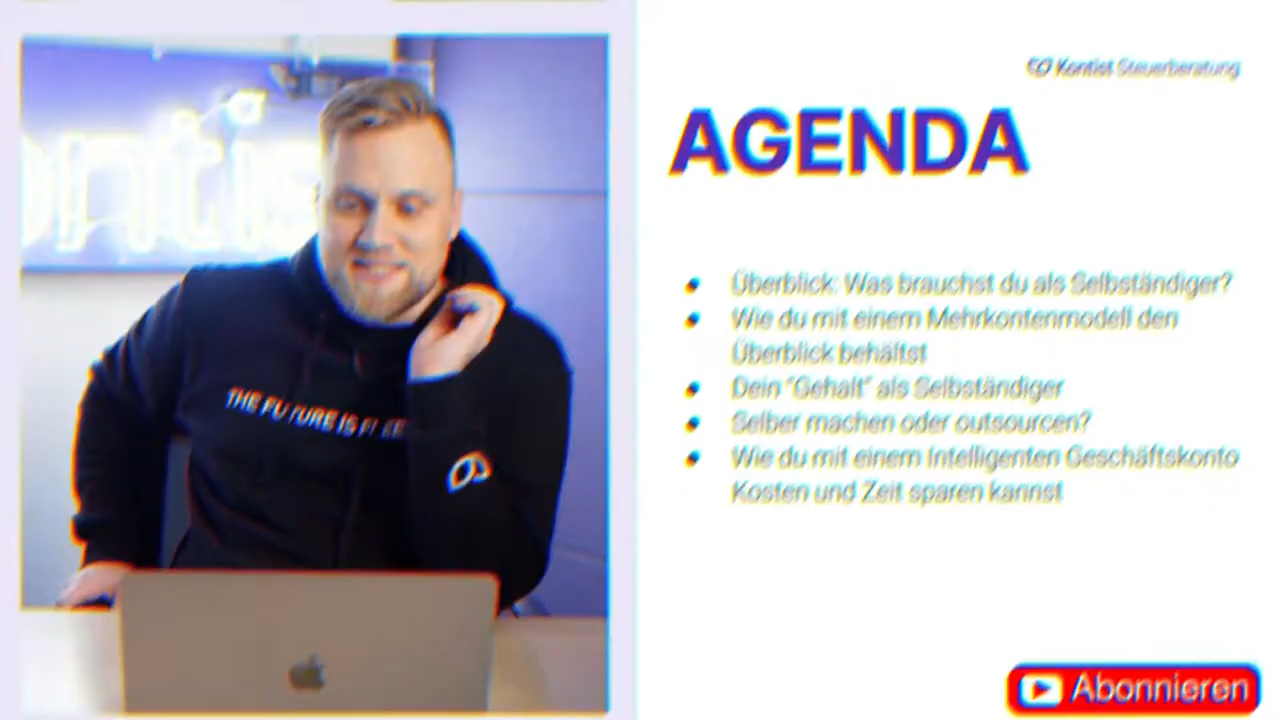 ontis
THE FUTURE IS FREE
Kontist Steuerberatung
AGENDA
Überblick: Was brauchst du als Selbständiger?
Wie du mit einem Mehrkontenmodell den
Überblick behältst
Dein "Gehalt" als Selbständiger
Selber machen oder outsourcen?
Wie du mit einem Intelligenten Geschäftskonto
Kosten und Zeit sparen kannst
Abonnieren